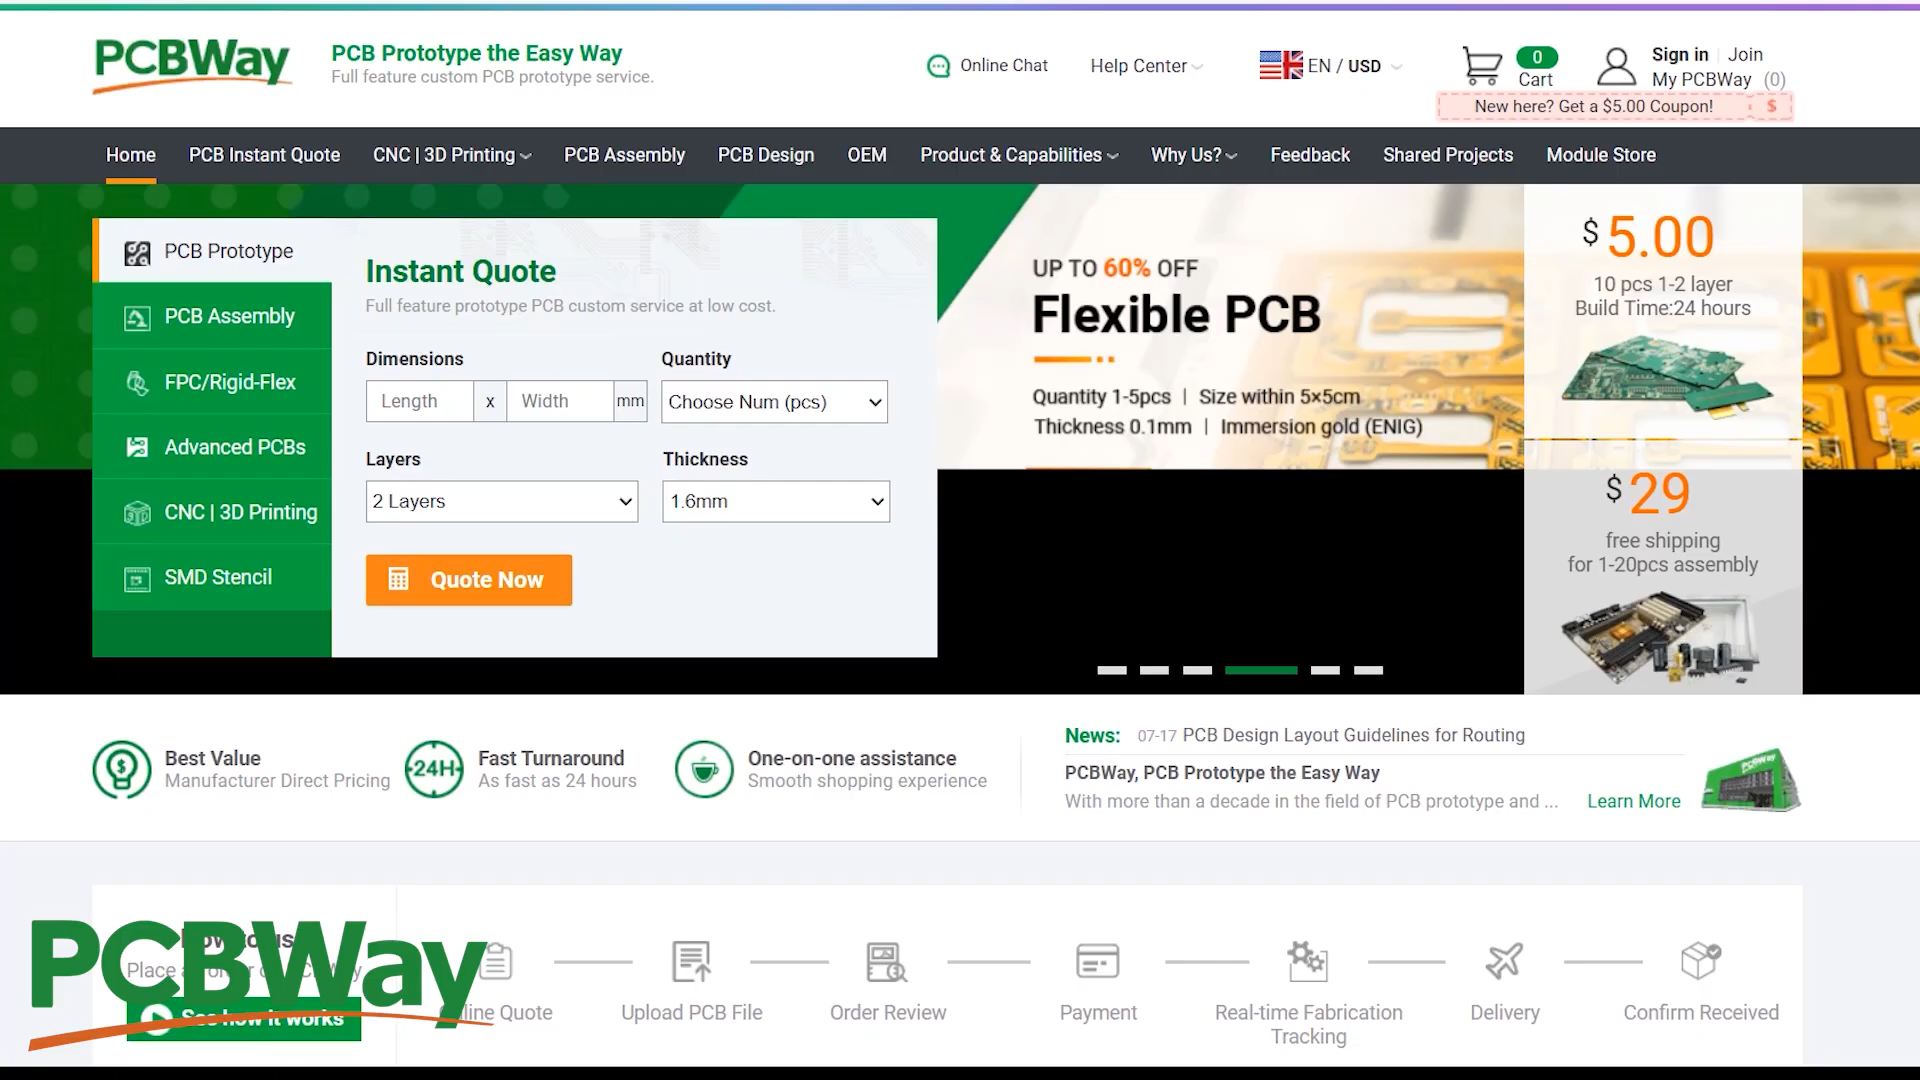 PCBWay
PCB Prototype the Easy Way
Full feature custom PCB prototype service.
Online Chat
Help Center
EN / USD
0
Cart
Sign in Join
My PCBWay (0)
New here? Get a $5.00 Coupon! $
Home PCB Instant Quote CNC | 3D Printing PCB Assembly PCB Design OEM Product & Capabilities Why Us? Feedback Shared Projects Module Store
PCB Prototype
PCB Assembly
FPC/Rigid-Flex
Advanced PCBs
CNC | 3D Printing
SMD Stencil
Instant Quote
Full feature prototype PCB custom service at low cost.
Dimensions Quantity
Length x Width mm Choose Num (pcs)
Layers Thickness
2 Layers 1.6mm
Quote Now
UP TO 60% OFF
Flexible PCB
Quantity 1-5pcs | Size within 5×5cm
Thickness 0.1mm | Immersion gold (ENIG)
$ 5.00
10 pcs 1-2 layer
Build Time:24 hours
$ 29
free shipping
for 1-20pcs assembly
Best Value
Manufacturer Direct Pricing
24H
Fast Turnaround
As fast as 24 hours
One-on-one assistance
Smooth shopping experience
News: 07-17 PCB Design Layout Guidelines for Routing
PCBWay, PCB Prototype the Easy Way
With more than a decade in the field of PCB prototype and ... Learn More
PCBWay
PCBWay
Place
See how it works
Quote
Upload PCB File
Order Review
Payment
Real-time Fabrication
Tracking
Delivery
Confirm Received